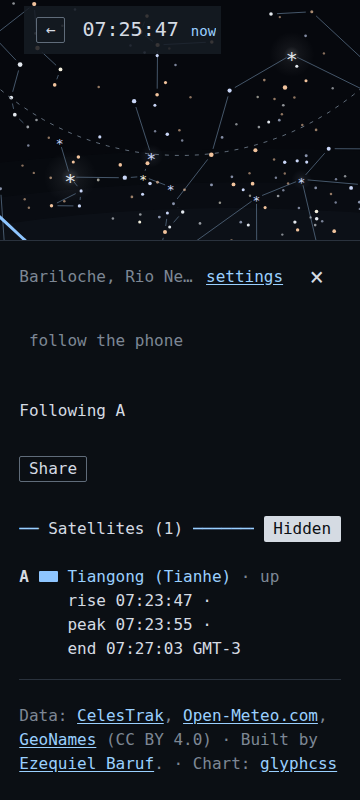 ← 07:25:47 now
Bariloche, Rio Ne… settings ×
follow the phone
Following A
Share
Satellites (1) Hidden
A Tiangong (Tianhe) · up
rise 07:23:47 ·
peak 07:23:55 ·
end 07:27:03 GMT-3
Data: CelesTrak, Open-Meteo.com,
GeoNames (CC BY 4.0) · Built by
Ezequiel Baruf. · Chart: glyphcss